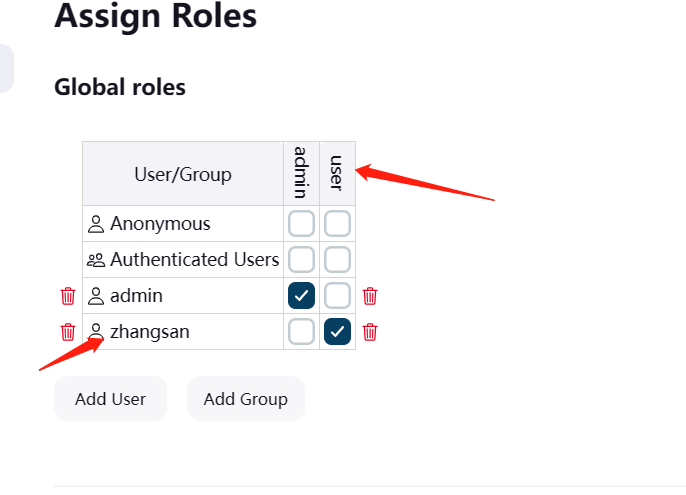 Assign Roles
Global roles
User/Group admin user
Anonymous
Authenticated Users
admin
zhangsan
Add User Add Group